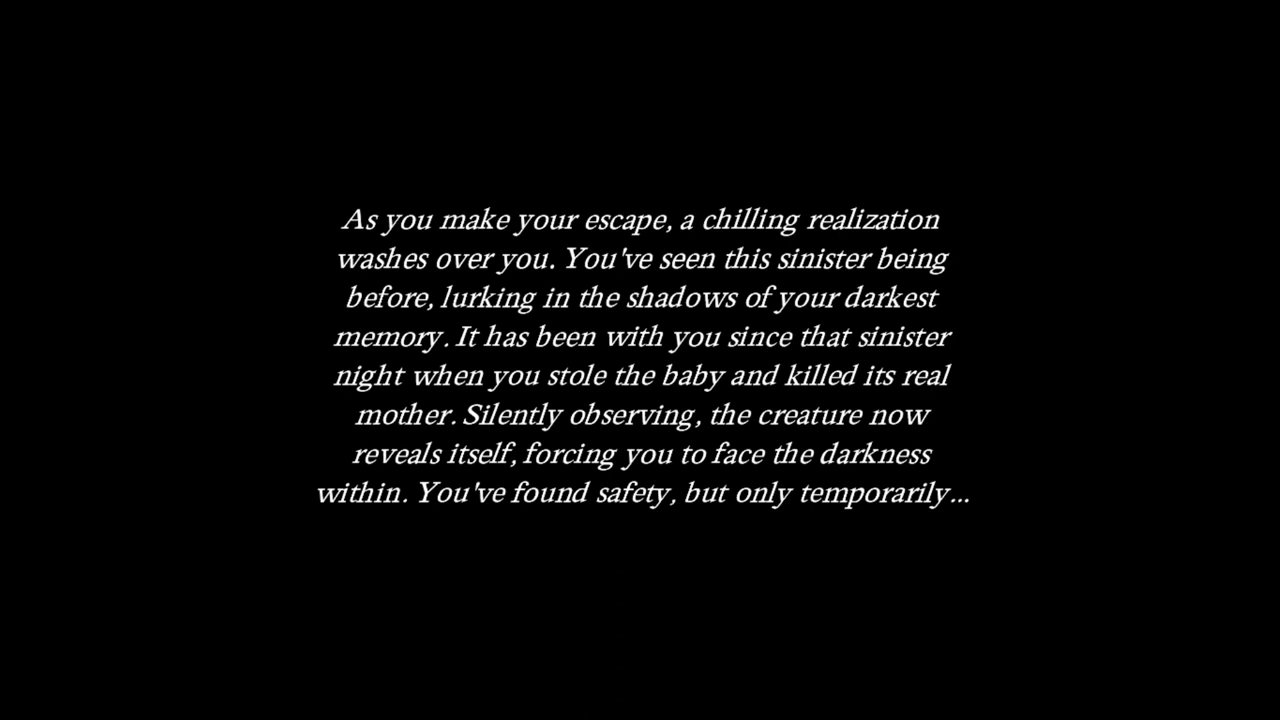 As you make your escape, a chilling realization
washes over you. You've seen this sinister being
before, lurking in the shadows of your darkest
memory. It has been with you since that sinister
night when you stole the baby and killed its real
mother. Silently observing, the creature now
reveals itself, forcing you to face the darkness
within. You've found safety, but only temporarily...